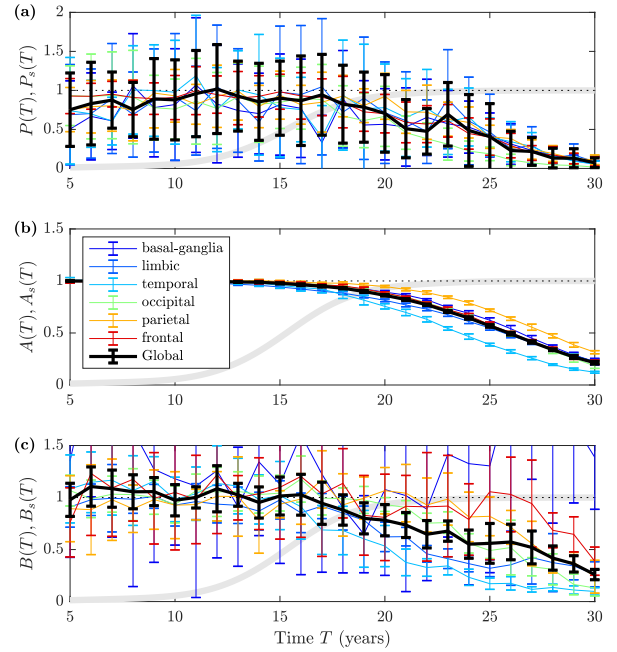 (a)
2
1.5
1
0.5
0
P(T), P_s(T)
5 10 15 20 25 30
(b)
1.5
1
0.5
0
A(T), A_s(T)
basal-ganglia
limbic
temporal
occipital
parietal
frontal
Global
5 10 15 20 25 30
(c)
1.5
1
0.5
0
B(T), B_s(T)
5 10 15 20 25 30
Time T (years)